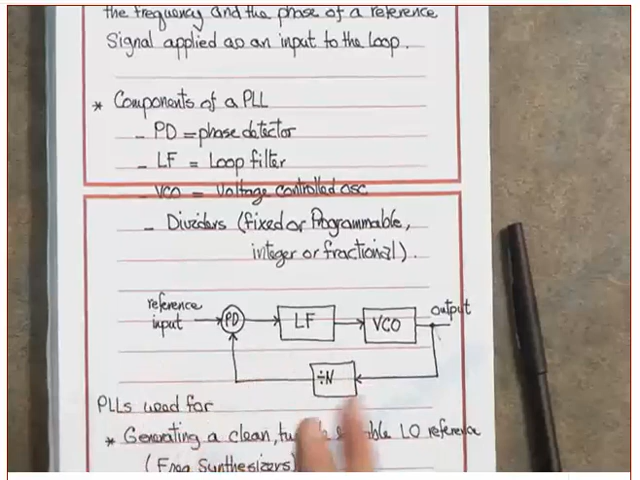 the frequency and the phase of a reference
Signal applied as an input to the loop.
* Components of a PLL
- PD = phase detector
- LF = Loop filter
- VCO = Voltage controlled osc
- Dividers (fixed or Programmable,
integer or fractional).
reference
input
PD
LF
VCO
output
÷N
PLLs used for
* Generating a clean, LO reference
(Freq Synthesizers)